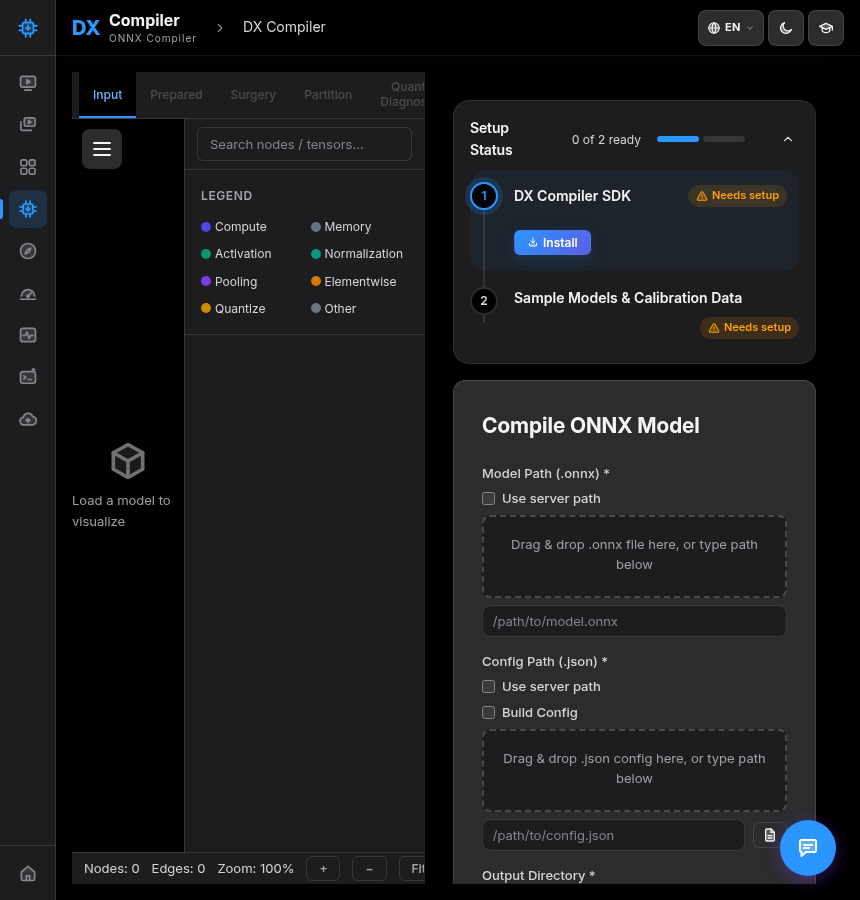 DX Compiler
ONNX Compiler
DX Compiler
EN
Input
Prepared
Surgery
Partition
Quant
Diagnos
Search nodes / tensors...
LEGEND
Compute
Memory
Activation
Normalization
Pooling
Elementwise
Quantize
Other
Load a model to
visualize
Nodes: 0
Edges: 0
Zoom: 100%
+
−
Fit
Setup
Status
0 of 2 ready
1
DX Compiler SDK
Needs setup
Install
2
Sample Models & Calibration Data
Needs setup
Compile ONNX Model
Model Path (.onnx) *
Use server path
Drag & drop .onnx file here, or type path
below
/path/to/model.onnx
Config Path (.json) *
Use server path
Build Config
Drag & drop .json config here, or type path
below
/path/to/config.json
Output Directory *